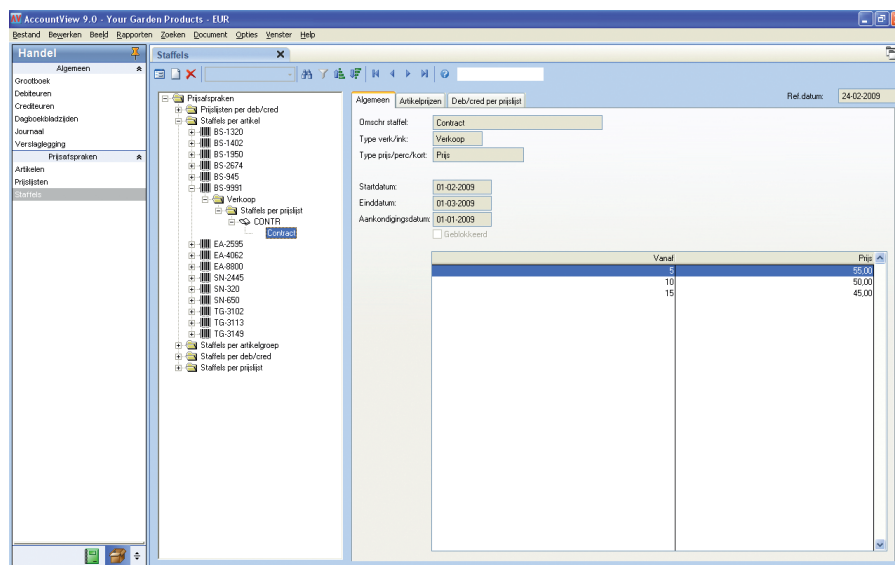 AccountView 9.0 - Your Garden Products - EUR
Bestand Bewerken Beeld Rapporten Zoeken Document Opties Venster Help
Handel
Algemeen
Grootboek
Debiteuren
Crediteuren
Dagboekbladzijden
Journaal
Verslaglegging
Prijsafspraken
Artikelen
Prijslijsten
Staffels
Staffels
Prijsafspraken
Prijslijsten per deb/cred
Staffels per artikel
BS-1320
BS-1402
BS-1950
BS-2674
BS-945
BS-9991
Verkoop
Staffels per prijslijst
CONTR
Contract
EA-2595
EA-4062
EA-8800
SN-2445
SN-320
SN-650
TG-3102
TG-3113
TG-3149
Staffels per artikelgroep
Staffels per deb/cred
Staffels per prijslijst
Algemeen Artikelprijzen Deb/cred per prijslijst
Ref.datum: 24-02-2009
Omschr staffel: Contract
Type verk/ink: Verkoop
Type prijs/perc/kort: Prijs
Startdatum: 01-02-2009
Einddatum: 01-03-2009
Aankondigingsdatum: 01-01-2009
Geblokkeerd
Vanaf Prijs
5 55,00
10 50,00
15 45,00